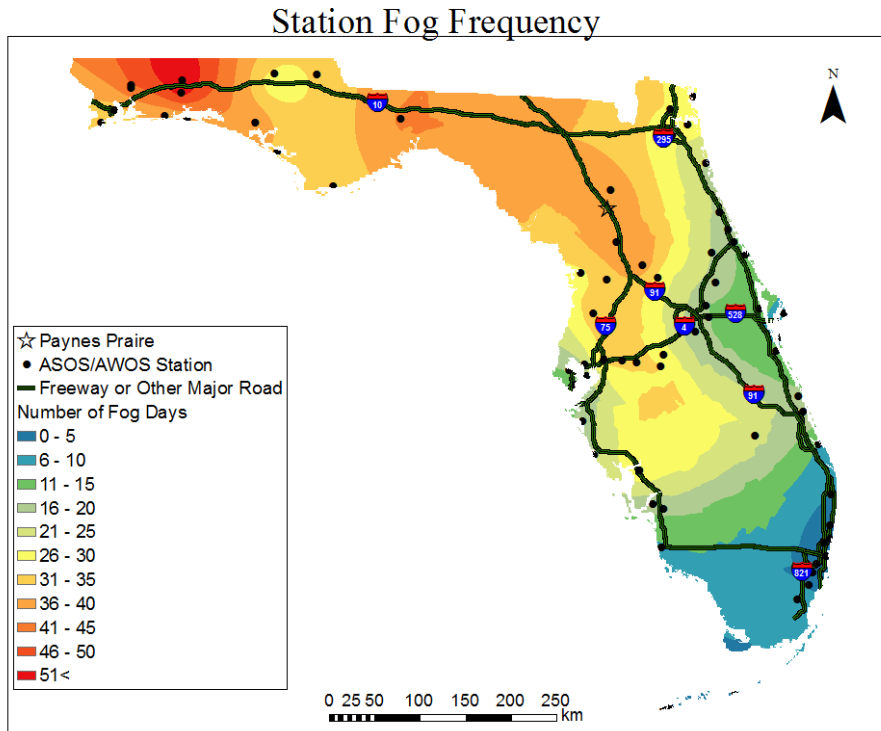 Station Fog Frequency
N
10
295
91
75
4
528
91
821
Paynes Praire
ASOS/AWOS Station
Freeway or Other Major Road
Number of Fog Days
0 - 5
6 - 10
11 - 15
16 - 20
21 - 25
26 - 30
31 - 35
36 - 40
41 - 45
46 - 50
51<
0 25 50 100 150 200 250
km